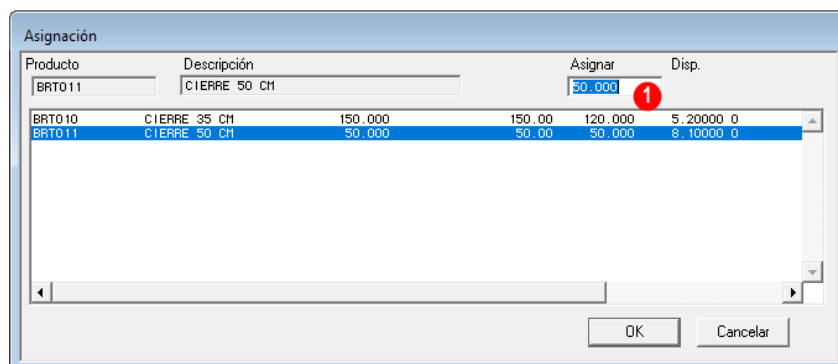 Asignación
Producto Descripción Asignar Disp.
BRT011 CIERRE 50 CM 50.000 1
BRT010 CIERRE 35 CM 150.000 150.00 120.000 5.20000 0
BRT011 CIERRE 50 CM 50.000 50.00 50.000 8.10000 0
OK Cancelar